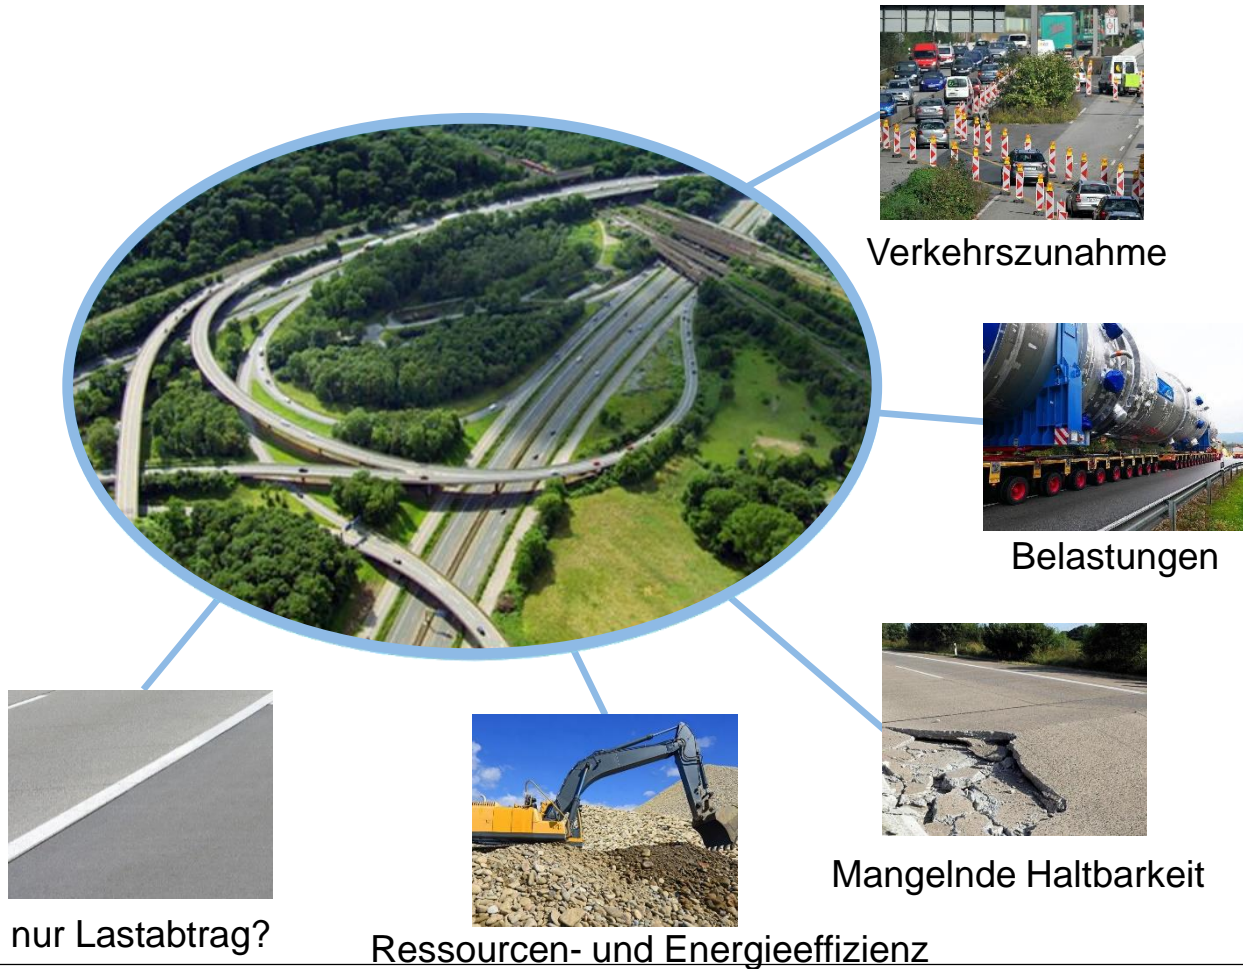 Verkehrszunahme
Belastungen
Mangelnde Haltbarkeit
Ressourcen- und Energieeffizienz
nur Lastabtrag?